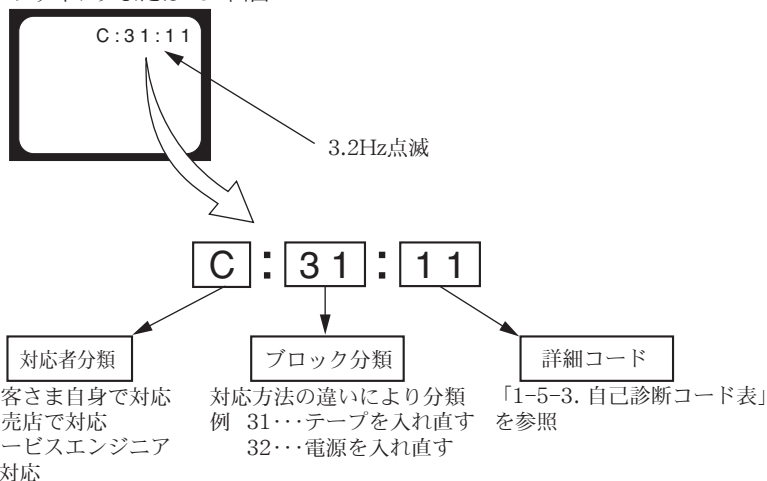 C:31:11
3.2Hz点滅
C:31:11
対応者分類
ブロック分類
詳細コード
客さま自身で対応
売店で対応
ービスエンジニア
対応
対応方法の違いにより分類
例 31・・・テープを入れ直す
32・・・電源を入れ直す
「1-5-3. 自己診断コード表」
を参照